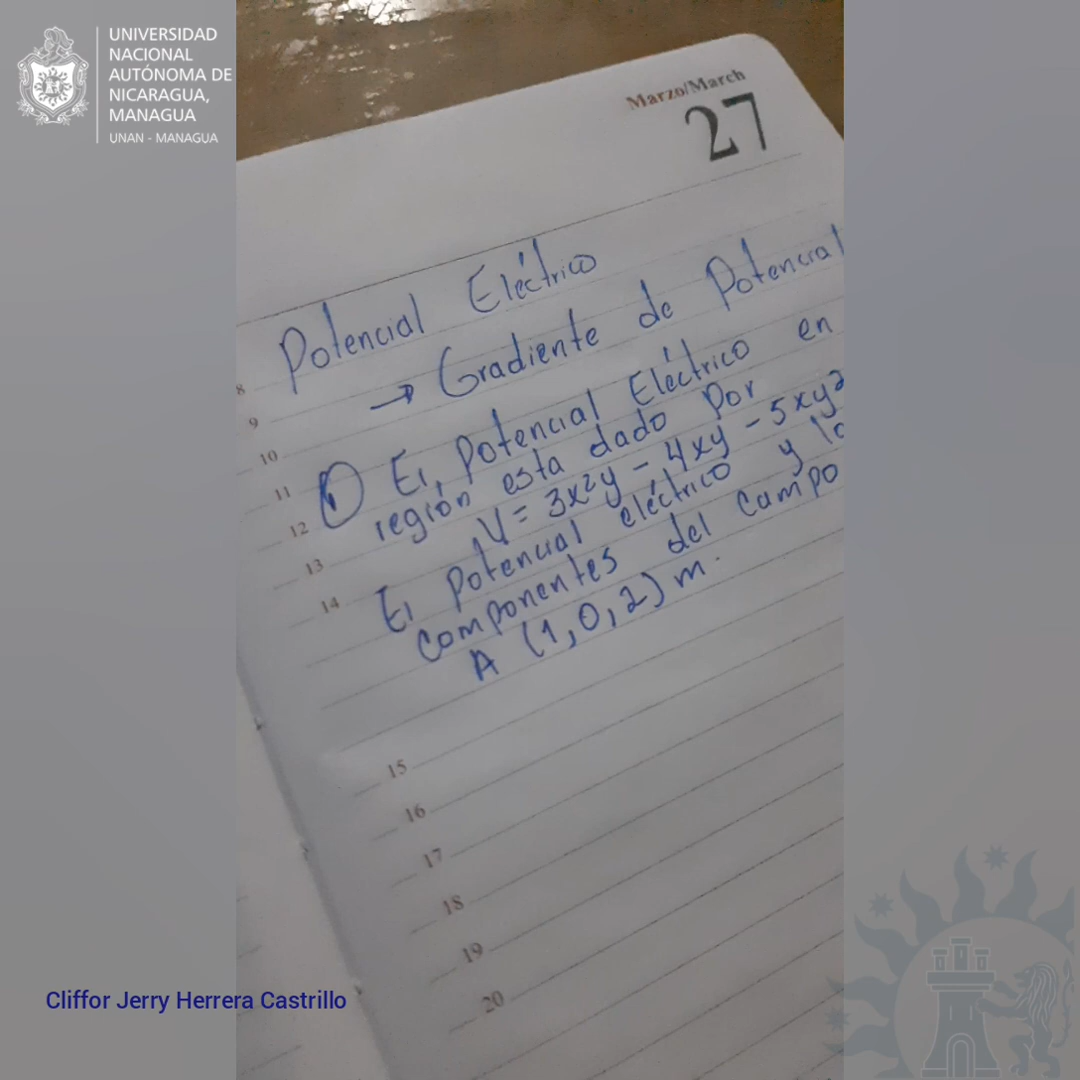 UNIVERSIDAD
NACIONAL
AUTÓNOMA DE
NICARAGUA,
MANAGUA
UNAN - MANAGUA
Marzo/March
27
Potencial Eléctrico
→ Gradiente de Potencial
① El potencial Eléctrico en
región esta dado por
V = 3x²y - 4xy - 5xy²
El potencial eléctrico y
componentes del campo
A (1,0,2) m.
8
9
10
11
12
13
14
15
16
17
18
19
20
Cliffor Jerry Herrera Castrillo